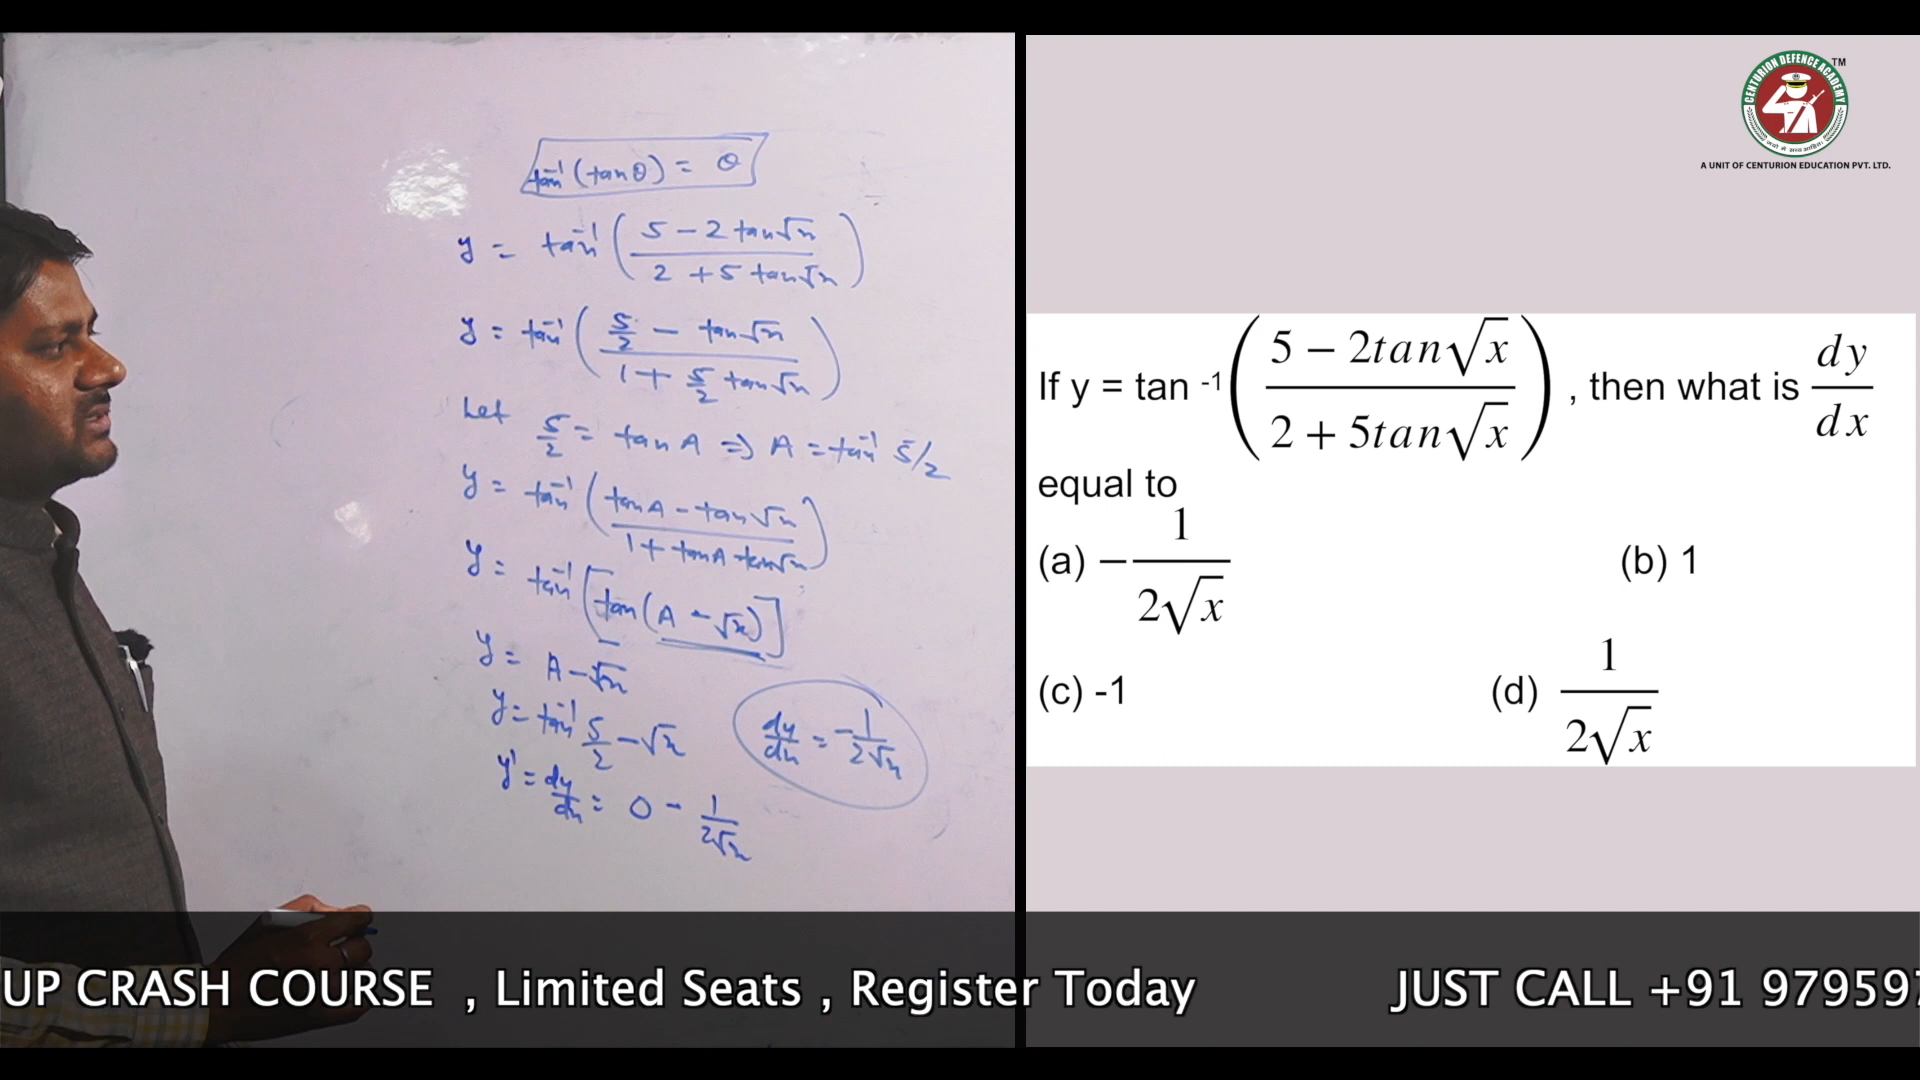 tan⁻¹(tanθ) = θ
y = tan⁻¹((5 - 2 tan√x)/(2 + 5 tan√x))
y = tan⁻¹((5/2 - tan√x)/(1 + 5/2 tan√x))
Let
5/2 = tan A ⇒ A = tan⁻¹ 5/2
y = tan⁻¹((tan A - tan√x)/(1 + tan A tan√x))
y = tan⁻¹[tan(A - √x)]
y = A - √x
y = tan⁻¹ 5/2 - √x
y' = dy/dx = 0 - 1/(2√x)
dy/dx = -1/(2√x)
CENTURION DEFENCE ACADEMY
TM
A UNIT OF CENTURION EDUCATION PVT. LTD.
If y = tan ⁻¹((5 − 2tan√x)/(2 + 5tan√x)) , then what is dy/dx
equal to
(a) −1/(2√x) (b) 1
(c) -1 (d) 1/(2√x)
UP CRASH COURSE , Limited Seats , Register Today JUST CALL +91 979597